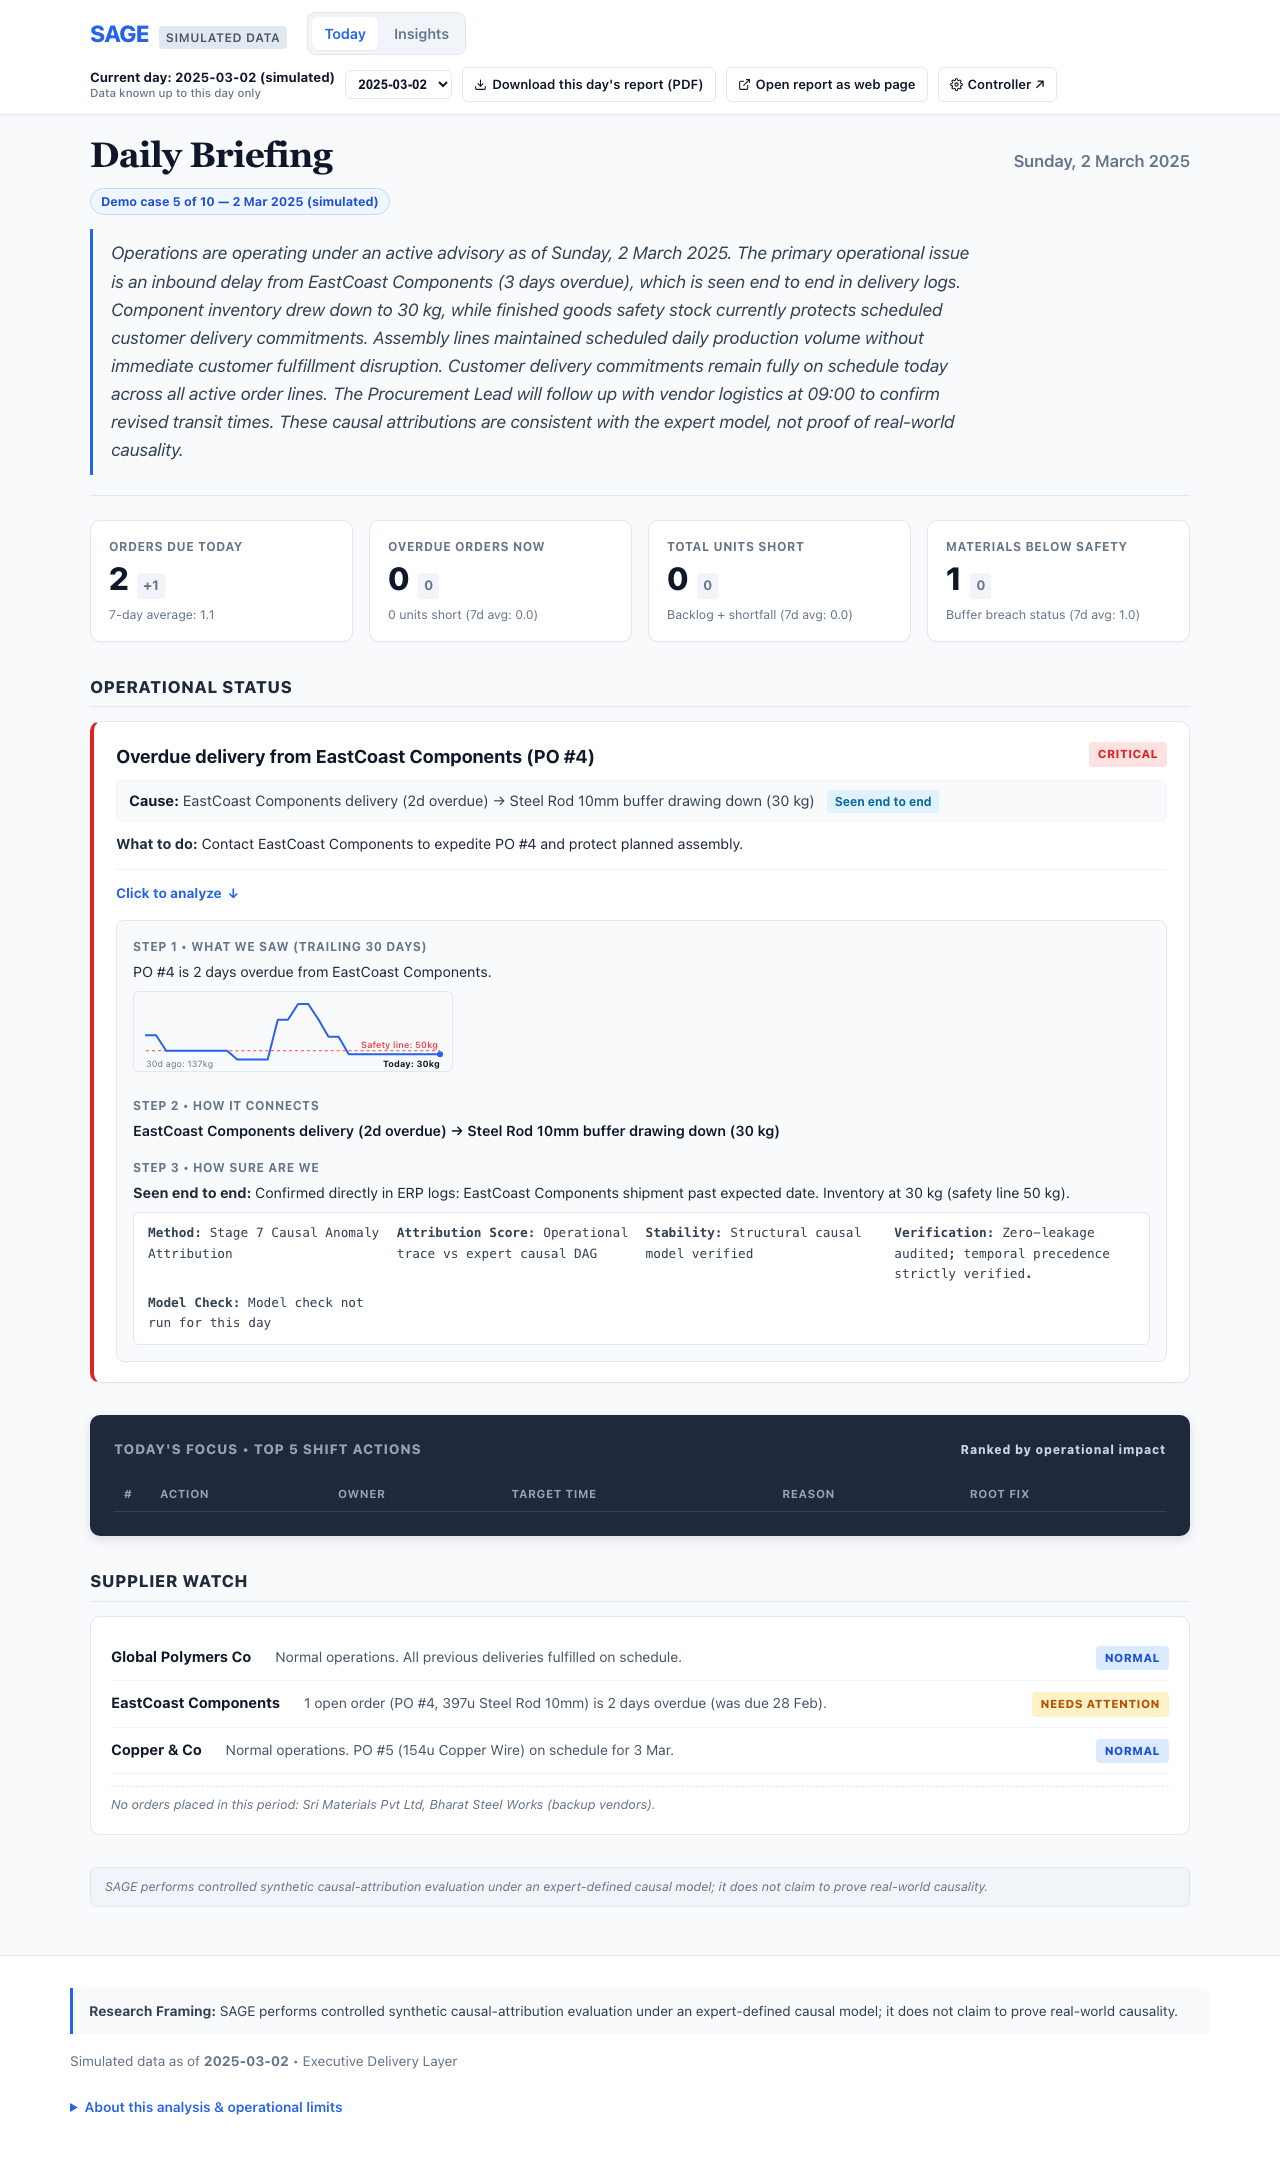 SAGE SIMULATED DATA Today Insights
Current day: 2025-03-02 (simulated)
Data known up to this day only
2025-03-02
Download this day's report (PDF)
Open report as web page
Controller ↗
Daily Briefing
Sunday, 2 March 2025
Demo case 5 of 10 — 2 Mar 2025 (simulated)
Operations are operating under an active advisory as of Sunday, 2 March 2025. The primary operational issue
is an inbound delay from EastCoast Components (3 days overdue), which is seen end to end in delivery logs.
Component inventory drew down to 30 kg, while finished goods safety stock currently protects scheduled
customer delivery commitments. Assembly lines maintained scheduled daily production volume without
immediate customer fulfillment disruption. Customer delivery commitments remain fully on schedule today
across all active order lines. The Procurement Lead will follow up with vendor logistics at 09:00 to confirm
revised transit times. These causal attributions are consistent with the expert model, not proof of real-world
causality.
ORDERS DUE TODAY
2 +1
7-day average: 1.1
OVERDUE ORDERS NOW
0 0
0 units short (7d avg: 0.0)
TOTAL UNITS SHORT
0 0
Backlog + shortfall (7d avg: 0.0)
MATERIALS BELOW SAFETY
1 0
Buffer breach status (7d avg: 1.0)
OPERATIONAL STATUS
Overdue delivery from EastCoast Components (PO #4)
CRITICAL
Cause: EastCoast Components delivery (2d overdue) → Steel Rod 10mm buffer drawing down (30 kg) Seen end to end
What to do: Contact EastCoast Components to expedite PO #4 and protect planned assembly.
Click to analyze ↓
STEP 1 • WHAT WE SAW (TRAILING 30 DAYS)
PO #4 is 2 days overdue from EastCoast Components.
Safety line: 50kg
30d ago: 137kg
Today: 30kg
STEP 2 • HOW IT CONNECTS
EastCoast Components delivery (2d overdue) → Steel Rod 10mm buffer drawing down (30 kg)
STEP 3 • HOW SURE ARE WE
Seen end to end: Confirmed directly in ERP logs: EastCoast Components shipment past expected date. Inventory at 30 kg (safety line 50 kg).
Method: Stage 7 Causal Anomaly
Attribution
Attribution Score: Operational
trace vs expert causal DAG
Stability: Structural causal
model verified
Verification: Zero-leakage
audited; temporal precedence
strictly verified.
Model Check: Model check not
run for this day
TODAY'S FOCUS • TOP 5 SHIFT ACTIONS
Ranked by operational impact
# ACTION OWNER TARGET TIME REASON ROOT FIX
SUPPLIER WATCH
Global Polymers Co Normal operations. All previous deliveries fulfilled on schedule. NORMAL
EastCoast Components 1 open order (PO #4, 397u Steel Rod 10mm) is 2 days overdue (was due 28 Feb). NEEDS ATTENTION
Copper & Co Normal operations. PO #5 (154u Copper Wire) on schedule for 3 Mar. NORMAL
No orders placed in this period: Sri Materials Pvt Ltd, Bharat Steel Works (backup vendors).
SAGE performs controlled synthetic causal-attribution evaluation under an expert-defined causal model; it does not claim to prove real-world causality.
Research Framing: SAGE performs controlled synthetic causal-attribution evaluation under an expert-defined causal model; it does not claim to prove real-world causality.
Simulated data as of 2025-03-02 • Executive Delivery Layer
▶ About this analysis & operational limits